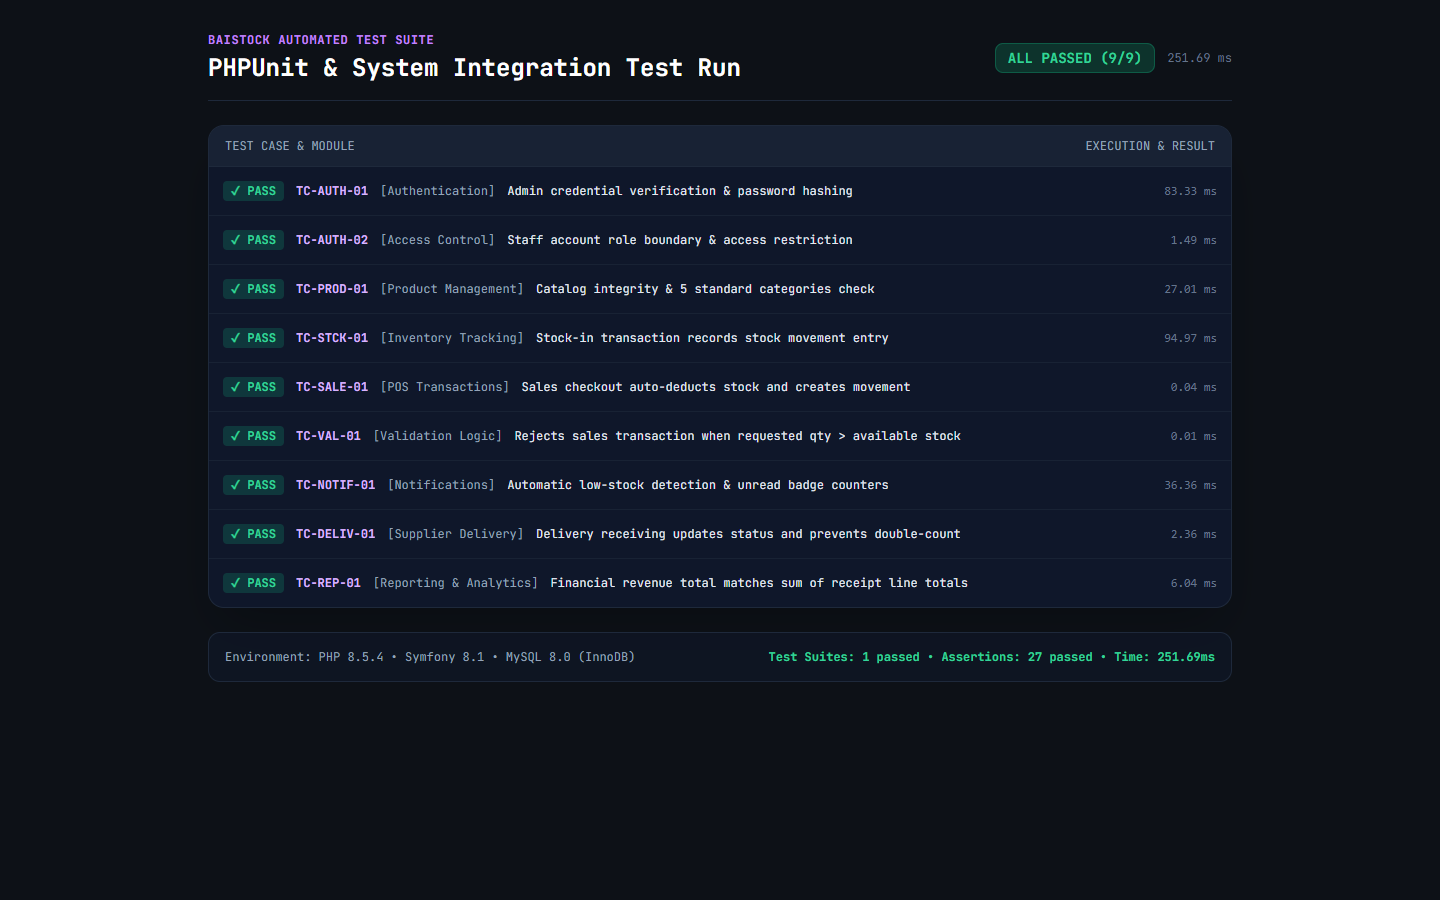 BAISTOCK AUTOMATED TEST SUITE
PHPUnit & System Integration Test Run
ALL PASSED (9/9) 251.69 ms
TEST CASE & MODULE EXECUTION & RESULT
✓ PASS TC-AUTH-01 [Authentication] Admin credential verification & password hashing 83.33 ms
✓ PASS TC-AUTH-02 [Access Control] Staff account role boundary & access restriction 1.49 ms
✓ PASS TC-PROD-01 [Product Management] Catalog integrity & 5 standard categories check 27.01 ms
✓ PASS TC-STCK-01 [Inventory Tracking] Stock-in transaction records stock movement entry 94.97 ms
✓ PASS TC-SALE-01 [POS Transactions] Sales checkout auto-deducts stock and creates movement 0.04 ms
✓ PASS TC-VAL-01 [Validation Logic] Rejects sales transaction when requested qty > available stock 0.01 ms
✓ PASS TC-NOTIF-01 [Notifications] Automatic low-stock detection & unread badge counters 36.36 ms
✓ PASS TC-DELIV-01 [Supplier Delivery] Delivery receiving updates status and prevents double-count 2.36 ms
✓ PASS TC-REP-01 [Reporting & Analytics] Financial revenue total matches sum of receipt line totals 6.04 ms
Environment: PHP 8.5.4 • Symfony 8.1 • MySQL 8.0 (InnoDB) Test Suites: 1 passed • Assertions: 27 passed • Time: 251.69ms